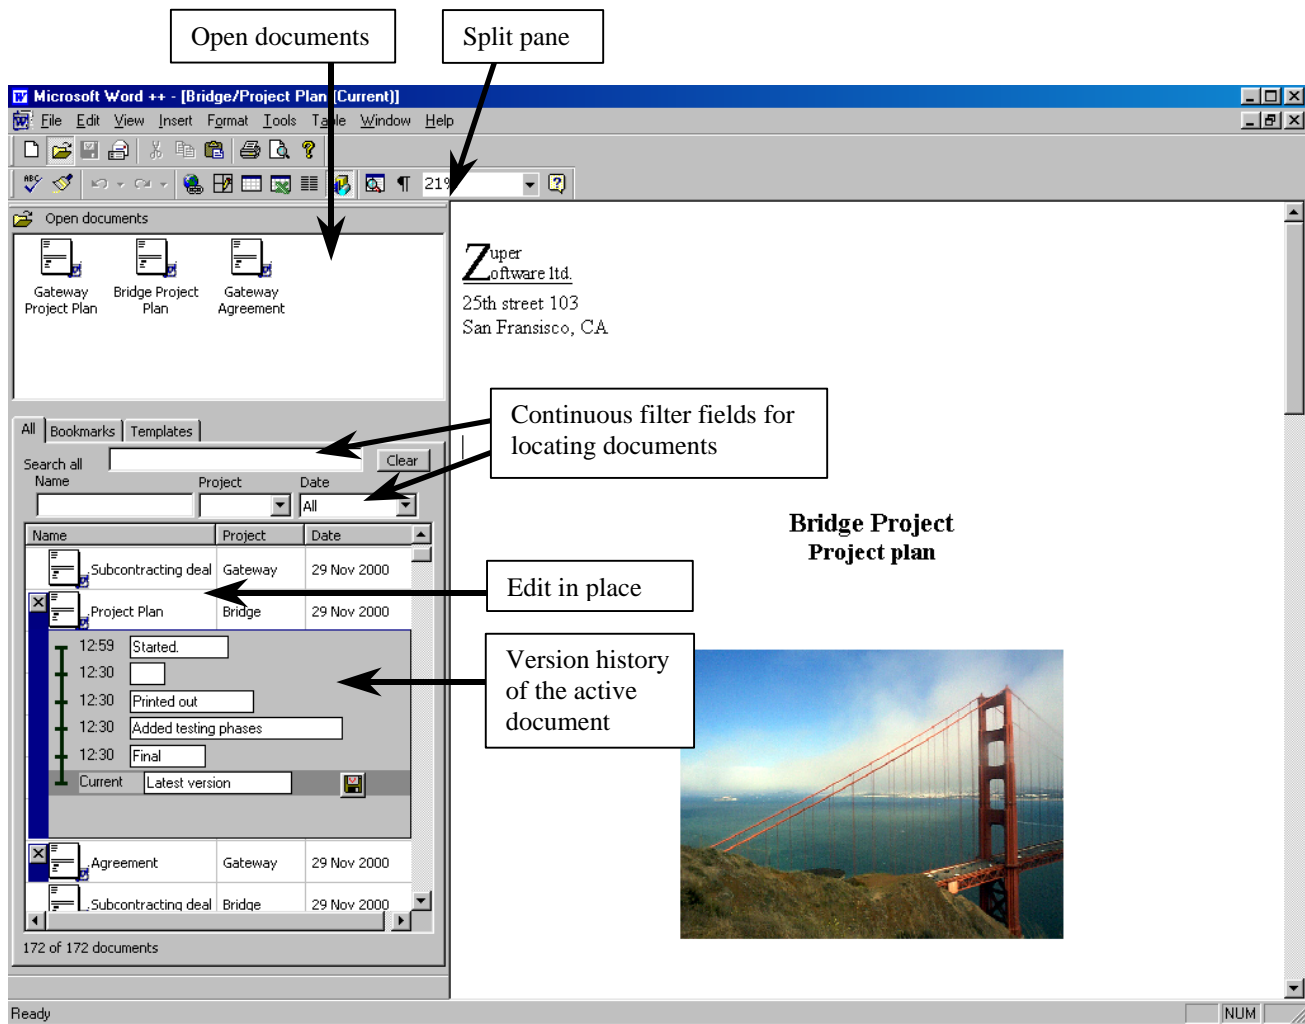 Open documents
Split pane
Microsoft Word ++ - [Bridge/Project Plan (Current)]
File Edit View Insert Format Tools Table Window Help
ABC
21%
Open documents
Gateway
Project Plan
Bridge Project
Plan
Gateway
Agreement
Zuper
Zoftware ltd.
25th street 103
San Fransisco, CA
Continuous filter fields for
locating documents
All Bookmarks Templates
Search all Clear
Name Project Date
All
Name Project Date
Subcontracting deal Gateway 29 Nov 2000
Project Plan Bridge 29 Nov 2000
Edit in place
12:59 Started.
12:30
12:30 Printed out
12:30 Added testing phases
12:30 Final
Current Latest version
Version history
of the active
document
Agreement Gateway 29 Nov 2000
Subcontracting deal Bridge 29 Nov 2000
172 of 172 documents
Bridge Project
Project plan
Ready NUM